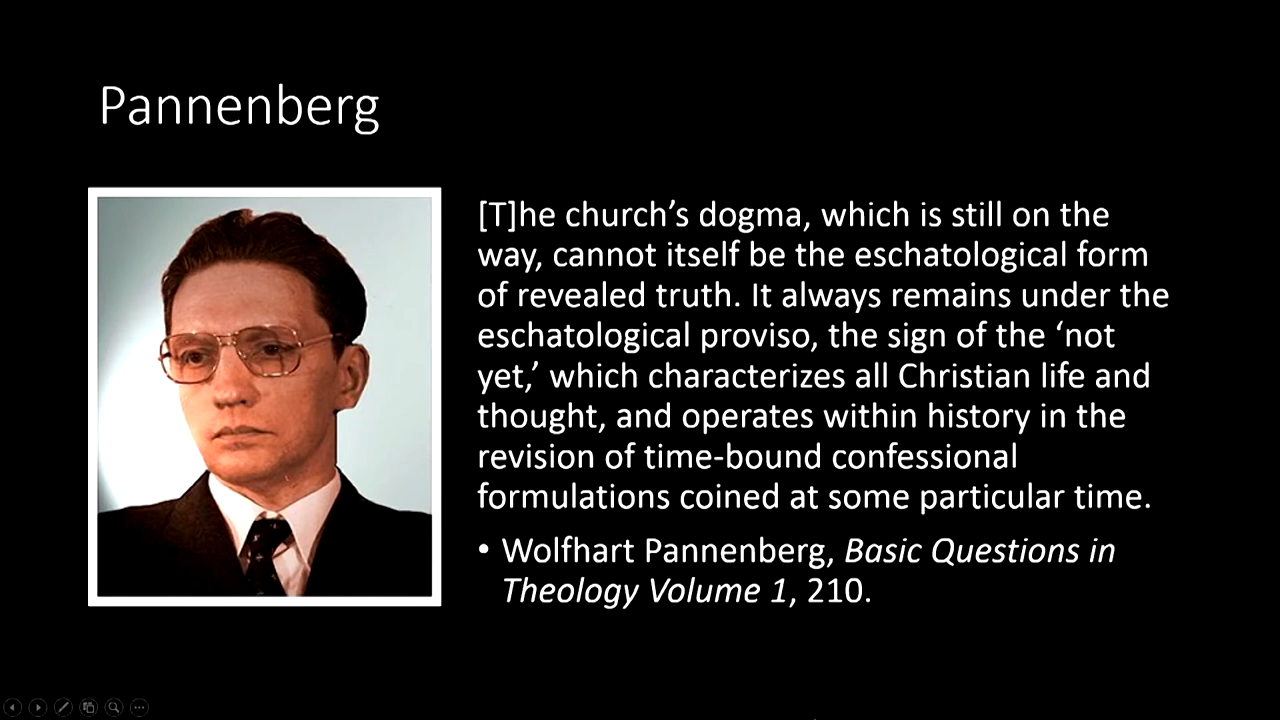 Pannenberg
[T]he church’s dogma, which is still on the
way, cannot itself be the eschatological form
of revealed truth. It always remains under the
eschatological proviso, the sign of the ‘not
yet,’ which characterizes all Christian life and
thought, and operates within history in the
revision of time-bound confessional
formulations coined at some particular time.
• Wolfhart Pannenberg, Basic Questions in
Theology Volume 1, 210.